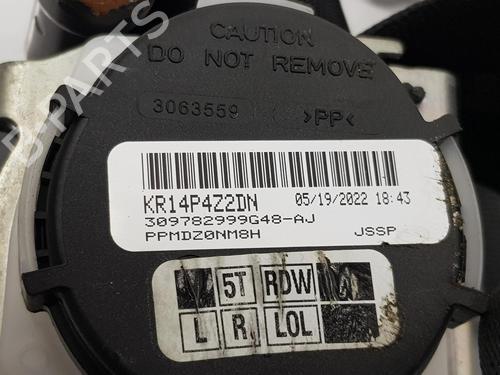 CAUTION
DO NOT REMOVE
3063559
>PP<
KR14P4Z2DN 05/19/2022 18:43
309782999G48-AJ
PPMDZ0NM8H JSSP
5T RDW
L R LOL